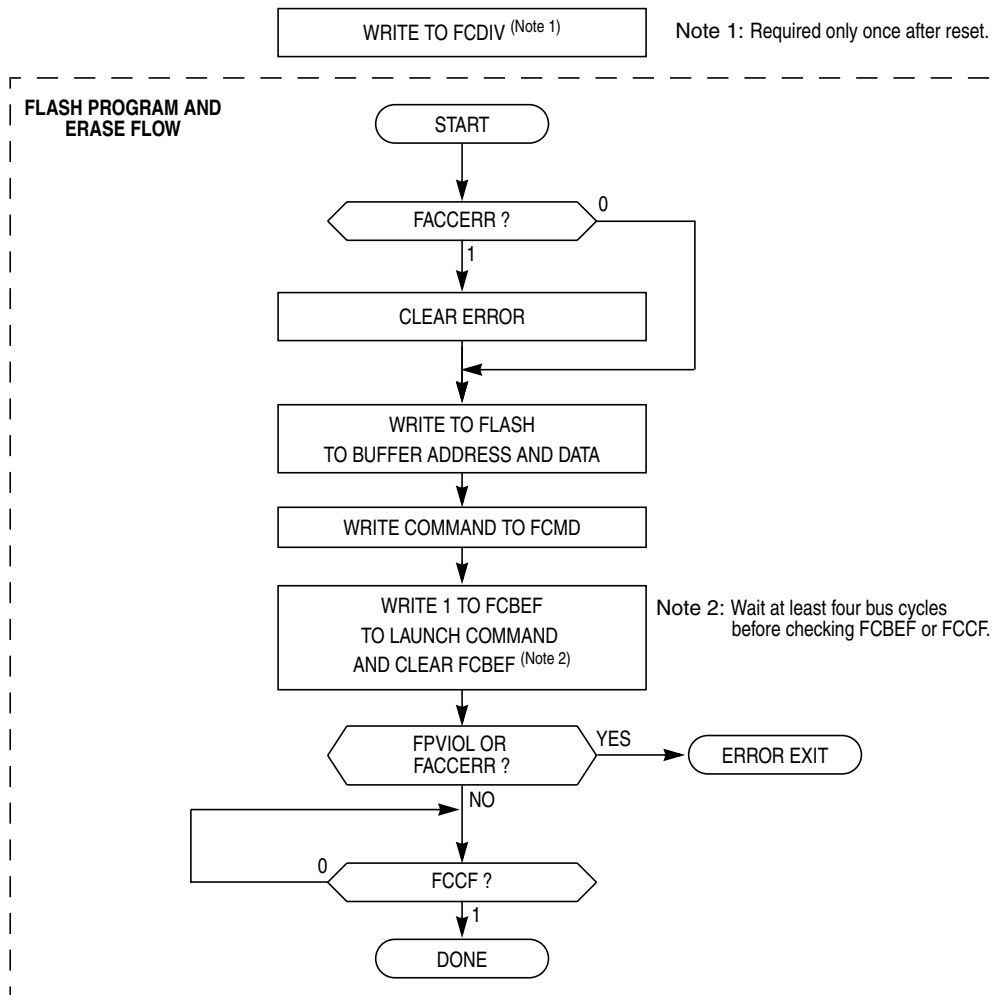 WRITE TO FCDIV (Note 1)
Note 1: Required only once after reset.
FLASH PROGRAM AND
ERASE FLOW
START
FACCERR ?
0
1
CLEAR ERROR
WRITE TO FLASH
TO BUFFER ADDRESS AND DATA
WRITE COMMAND TO FCMD
WRITE 1 TO FCBEF
TO LAUNCH COMMAND
AND CLEAR FCBEF (Note 2)
Note 2: Wait at least four bus cycles
before checking FCBEF or FCCF.
FPVIOL OR
FACCERR ?
YES
ERROR EXIT
NO
0
FCCF ?
1
DONE